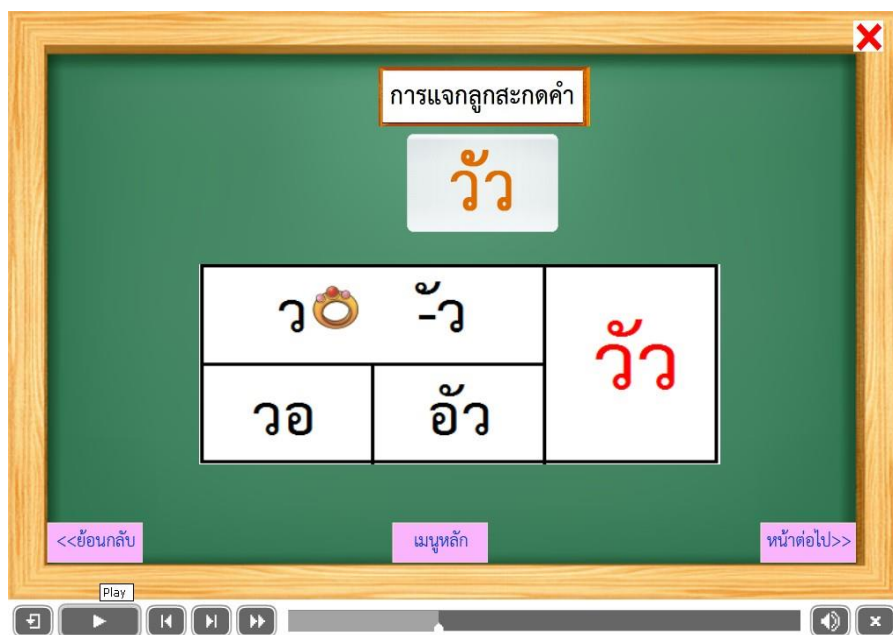 การแจกลูกสะกดคำ
วัว
ว -ัว
วัว
วอ อัว
<<ย้อนกลับ เมนูหลัก หน้าต่อไป>>
Play